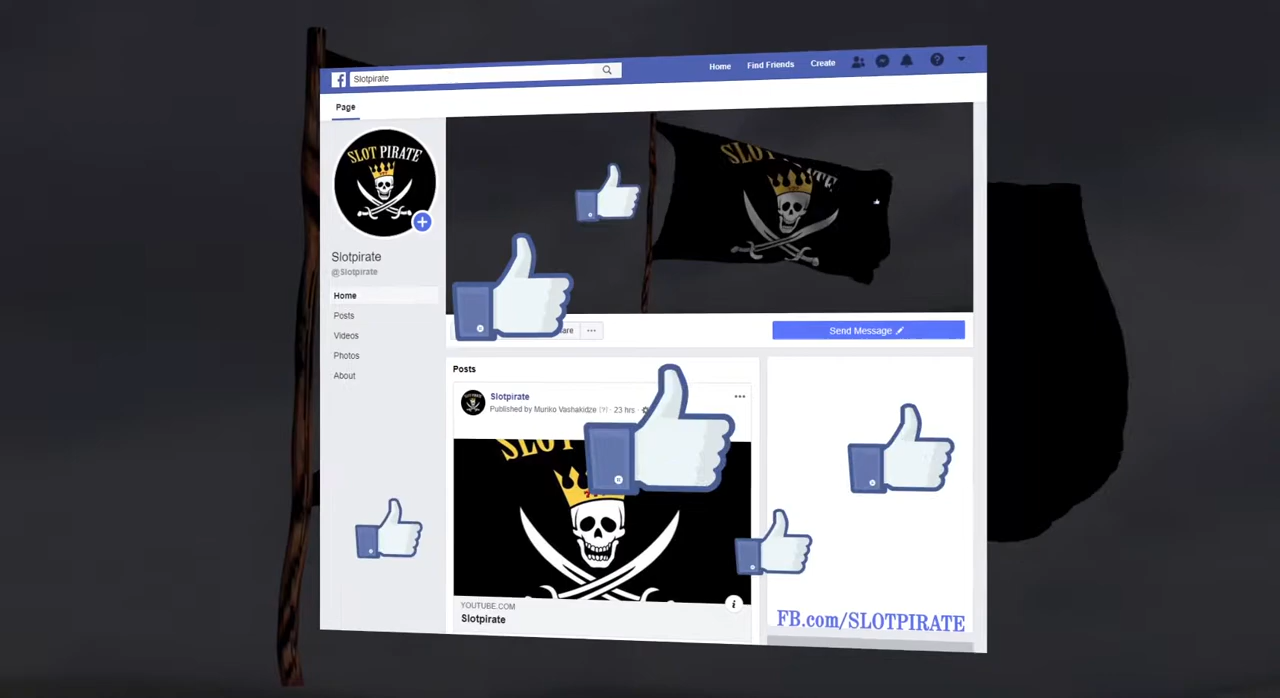 Slotpirate
Home
Find Friends
Create
Page
SLOT PIRATE
SLOT PIRATE
Slotpirate
@Slotpirate
Home
Posts
Videos
Photos
About
Send Message
Posts
Slotpirate
Published by Muriko Vashakidze [?] · 23 hrs ·
YOUTUBE.COM
Slotpirate
FB.com/SLOTPIRATE